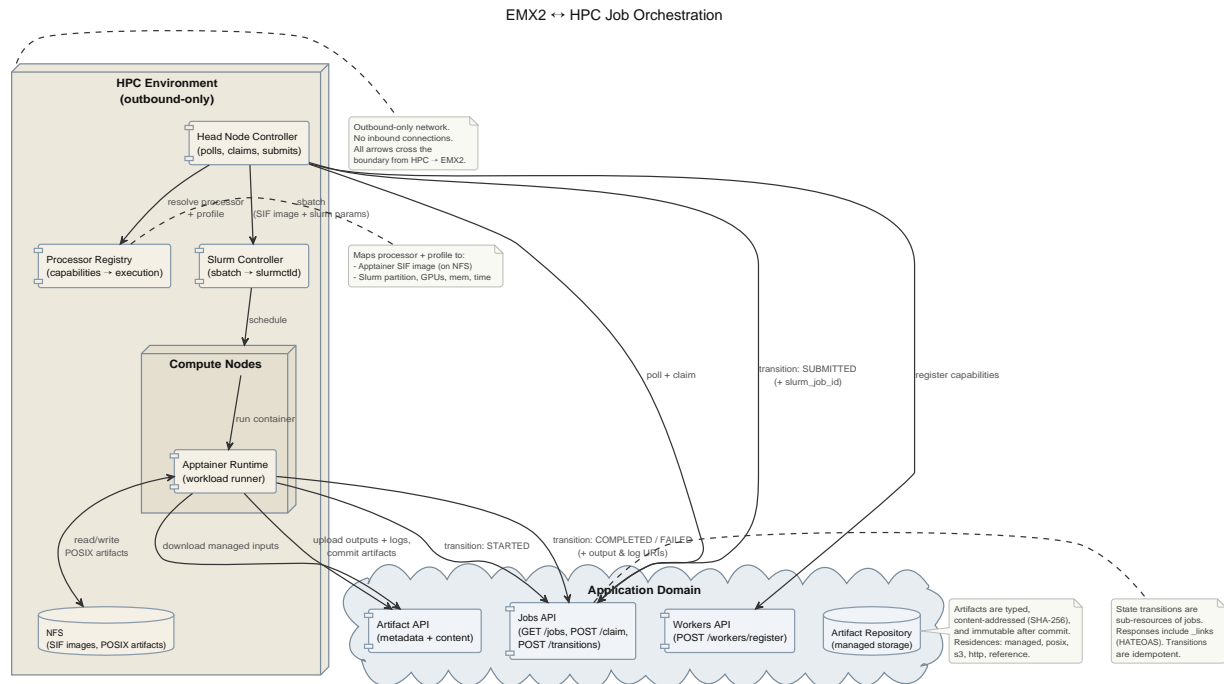 EMX2 ↔ HPC Job Orchestration
HPC Environment
(outbound-only)
Head Node Controller
(polls, claims, submits)
Outbound-only network.
No inbound connections.
All arrows cross the
boundary from HPC → EMX2.
resolve processor
+ profile
sbatch
(SIF image + slurm params)
Processor Registry
(capabilities → execution)
Slurm Controller
(sbatch → slurmctld)
Maps processor + profile to:
- Apptainer SIF image (on NFS)
- Slurm partition, GPUs, mem, time
schedule
Compute Nodes
poll + claim
transition: SUBMITTED
(+ slurm_job_id)
register capabilities
run container
Apptainer Runtime
(workload runner)
read/write
POSIX artifacts
download managed inputs
upload outputs + logs,
commit artifacts
transition: STARTED
transition: COMPLETED / FAILED
(+ output & log URIs)
Application Domain
NFS
(SIF images, POSIX artifacts)
Artifact API
(metadata + content)
Jobs API
(GET /jobs, POST /claim,
POST /transitions)
Workers API
(POST /workers/register)
Artifact Repository
(managed storage)
Artifacts are typed,
content-addressed (SHA-256),
and immutable after commit.
Residences: managed, posix,
s3, http, reference.
State transitions are
sub-resources of jobs.
Responses include _links
(HATEOAS). Transitions
are idempotent.